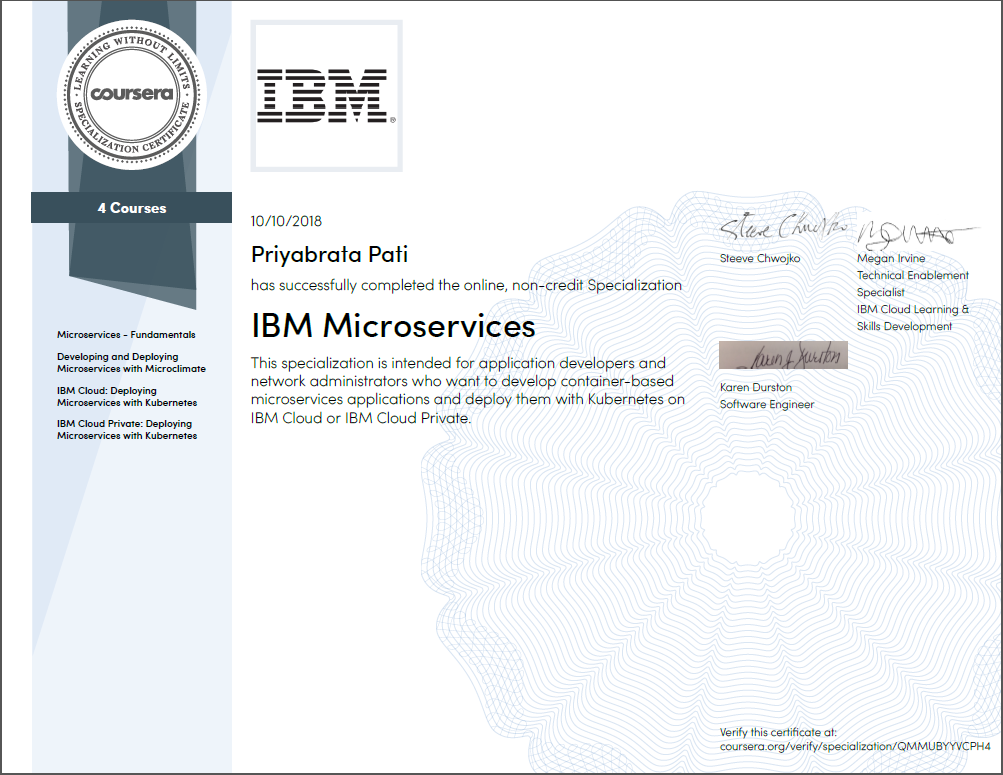 LEARNING WITHOUT LIMITS
coursera
SPECIALIZATION CERTIFICATE
IBM®
4 Courses
Microservices - Fundamentals
Developing and Deploying
Microservices with Microclimate
IBM Cloud: Deploying
Microservices with Kubernetes
IBM Cloud Private: Deploying
Microservices with Kubernetes
10/10/2018
Priyabrata Pati
has successfully completed the online, non-credit Specialization
IBM Microservices
This specialization is intended for application developers and
network administrators who want to develop container-based
microservices applications and deploy them with Kubernetes on
IBM Cloud or IBM Cloud Private.
Steeve Chwojko
Megan Irvine
Technical Enablement
Specialist
IBM Cloud Learning &
Skills Development
Karen Durston
Software Engineer
Verify this certificate at:
coursera.org/verify/specialization/QMMUBYYVCPH4